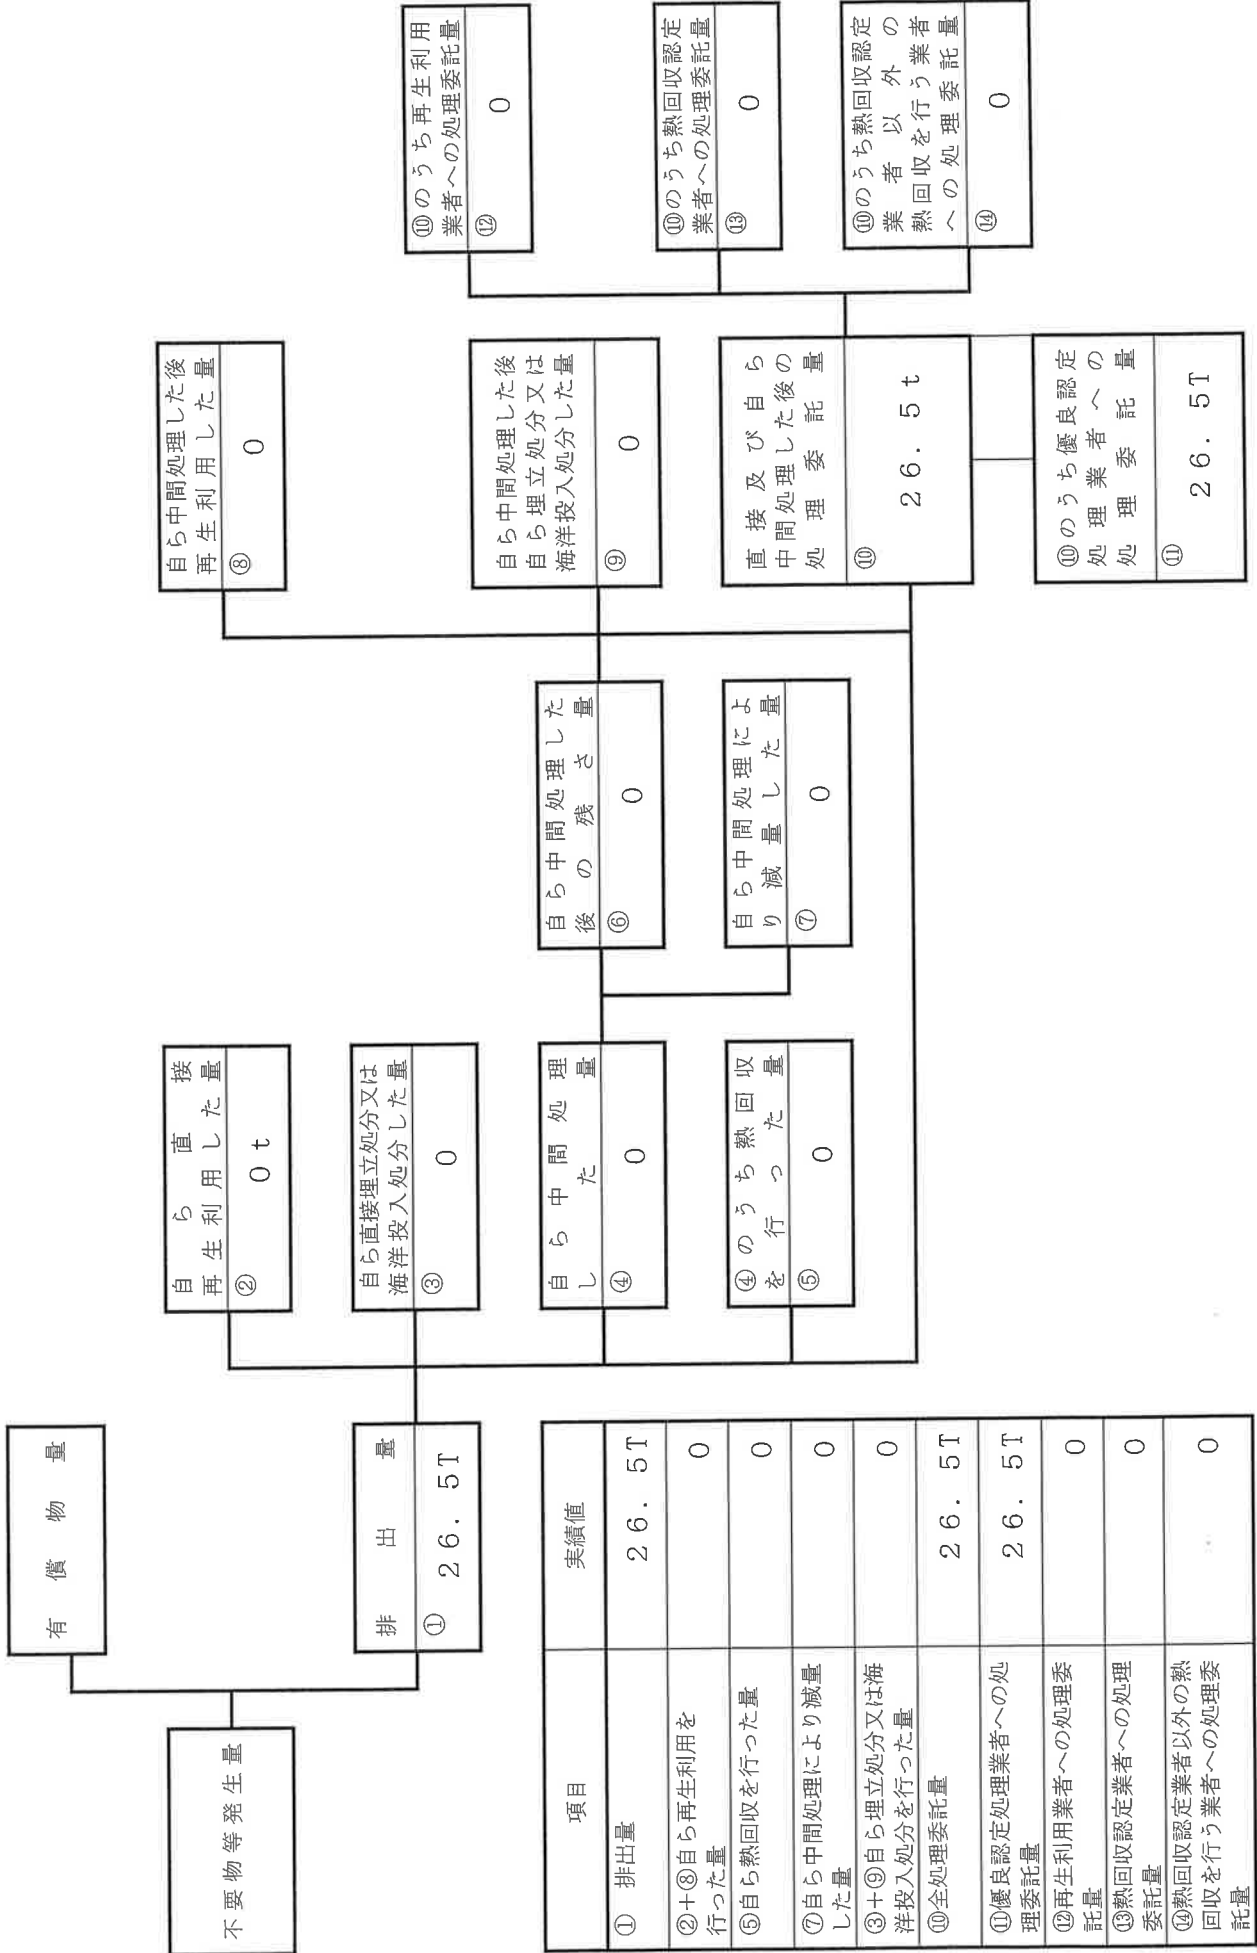 不要物等発生量
有償物量
排出量
① 26.5T
自ら直接
再生利用した量
② 0t
自ら直接埋立処分又は
海洋投入処分した量
③ 0
自ら中間処理
した量
④ 0
④のうち熱回収
を行った量
⑤ 0
自ら中間処理した
後の残さ量
⑥ 0
自ら中間処理によ
り減量した量
⑦ 0
自ら中間処理した後
再生利用した量
⑧ 0
自ら中間処理した後
自ら埋立処分又は
海洋投入処分した量
⑨ 0
直接及び自ら
中間処理した後の
処理委託量
⑩ 26.5t
⑩のうち優良認定
処理業者への
処理委託量
⑪ 26.5T
⑩のうち再生利用
業者への処理委託量
⑫ 0
⑩のうち熱回収認定
業者への処理委託量
⑬ 0
⑩のうち熱回収認定
業者以外の
熱回収を行う業者
への処理委託量
⑭ 0
項目 実績値
① 排出量 26.5T
②+⑧自ら再生利用を
行った量 0
⑤自ら熱回収を行った量 0
⑦自ら中間処理により減量
した量 0
③+⑨自ら埋立処分又は海
洋投入処分を行った量 0
⑩全処理委託量 26.5T
⑪優良認定処理業者への処
理委託量 26.5T
⑫再生利用業者への処理委
託量 0
⑬熱回収認定業者への処理
委託量 0
⑭熱回収認定業者以外の熱
回収を行う業者への処理委
託量 0